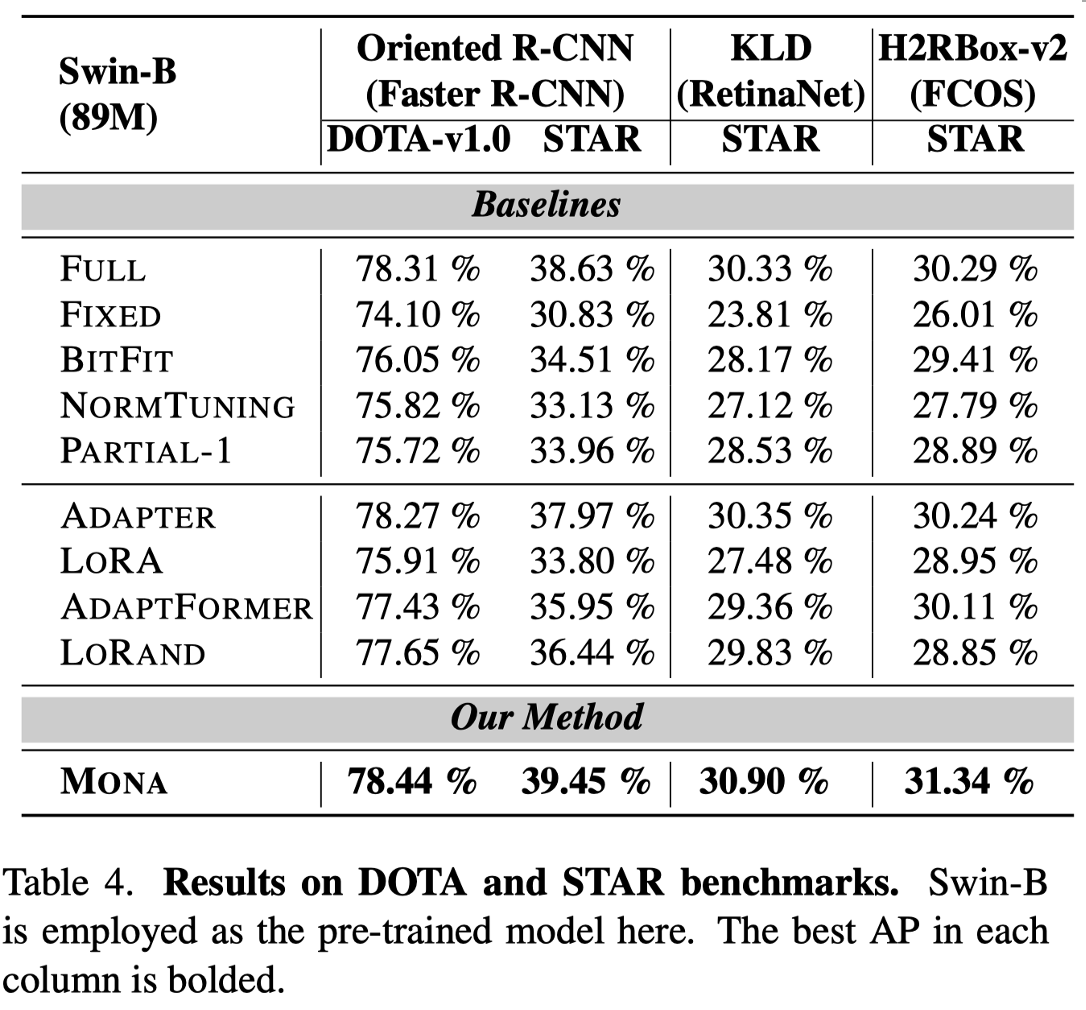 Swin-B (89M) Oriented R-CNN (Faster R-CNN) KLD (RetinaNet) H2RBox-v2 (FCOS)
DOTA-v1.0 STAR STAR STAR
Baselines
FULL 78.31 % 38.63 % 30.33 % 30.29 %
FIXED 74.10 % 30.83 % 23.81 % 26.01 %
BITFIT 76.05 % 34.51 % 28.17 % 29.41 %
NORMTUNING 75.82 % 33.13 % 27.12 % 27.79 %
PARTIAL-1 75.72 % 33.96 % 28.53 % 28.89 %
ADAPTER 78.27 % 37.97 % 30.35 % 30.24 %
LORA 75.91 % 33.80 % 27.48 % 28.95 %
ADAPTFORMER 77.43 % 35.95 % 29.36 % 30.11 %
LORAND 77.65 % 36.44 % 29.83 % 28.85 %
Our Method
MONA 78.44 % 39.45 % 30.90 % 31.34 %
Table 4. Results on DOTA and STAR benchmarks. Swin-B
is employed as the pre-trained model here. The best AP in each
column is bolded.